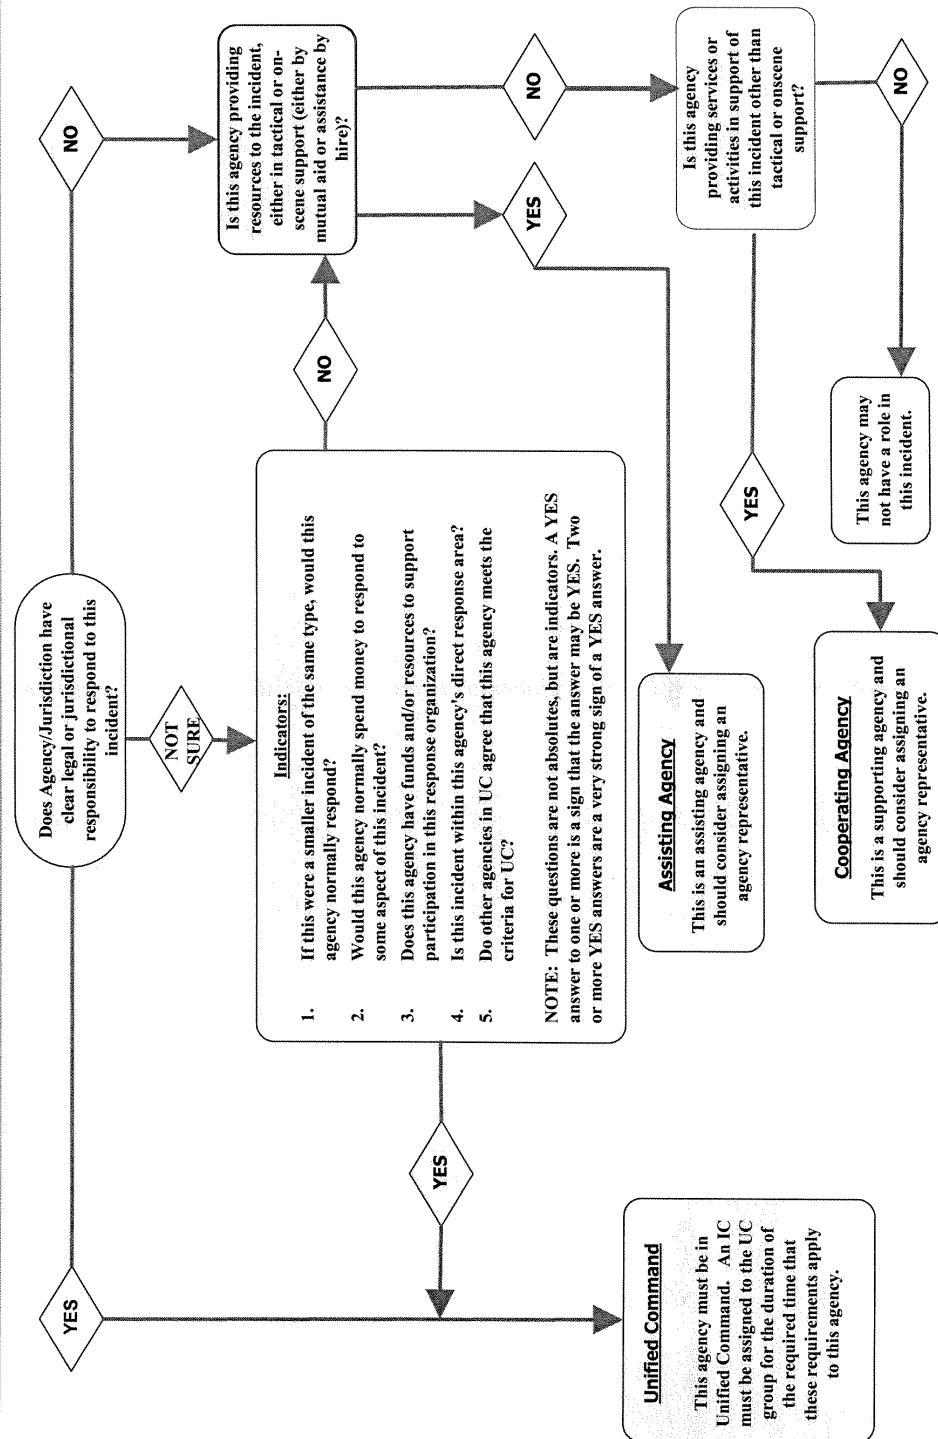 Does Agency/Jurisdiction have
clear legal or jurisdictional
responsibility to respond to this
incident?
YES
NOT
SURE
NO
Indicators:
1. If this were a smaller incident of the same type, would this
agency normally respond?
2. Would this agency normally spend money to respond to
some aspect of this incident?
3. Does this agency have funds and/or resources to support
participation in this response organization?
4. Is this incident within this agency's direct response area?
5. Do other agencies in UC agree that this agency meets the
criteria for UC?
NOTE: These questions are not absolutes, but are indicators. A YES
answer to one or more is a sign that the answer may be YES. Two
or more YES answers are a very strong sign of a YES answer.
YES
NO
Is this agency providing
resources to the incident,
either in tactical or on-
scene support (either by
mutual aid or assistance by
hire)?
YES
NO
Unified Command
This agency must be in
Unified Command. An IC
must be assigned to the UC
group for the duration of
the required time that
these requirements apply
to this agency.
Assisting Agency
This is an assisting agency and
should consider assigning an
agency representative.
Is this agency
providing services or
activities in support of
this incident other than
tactical or onscene
support?
YES
NO
Cooperating Agency
This is a supporting agency and
should consider assigning an
agency representative.
This agency may
not have a role in
this incident.